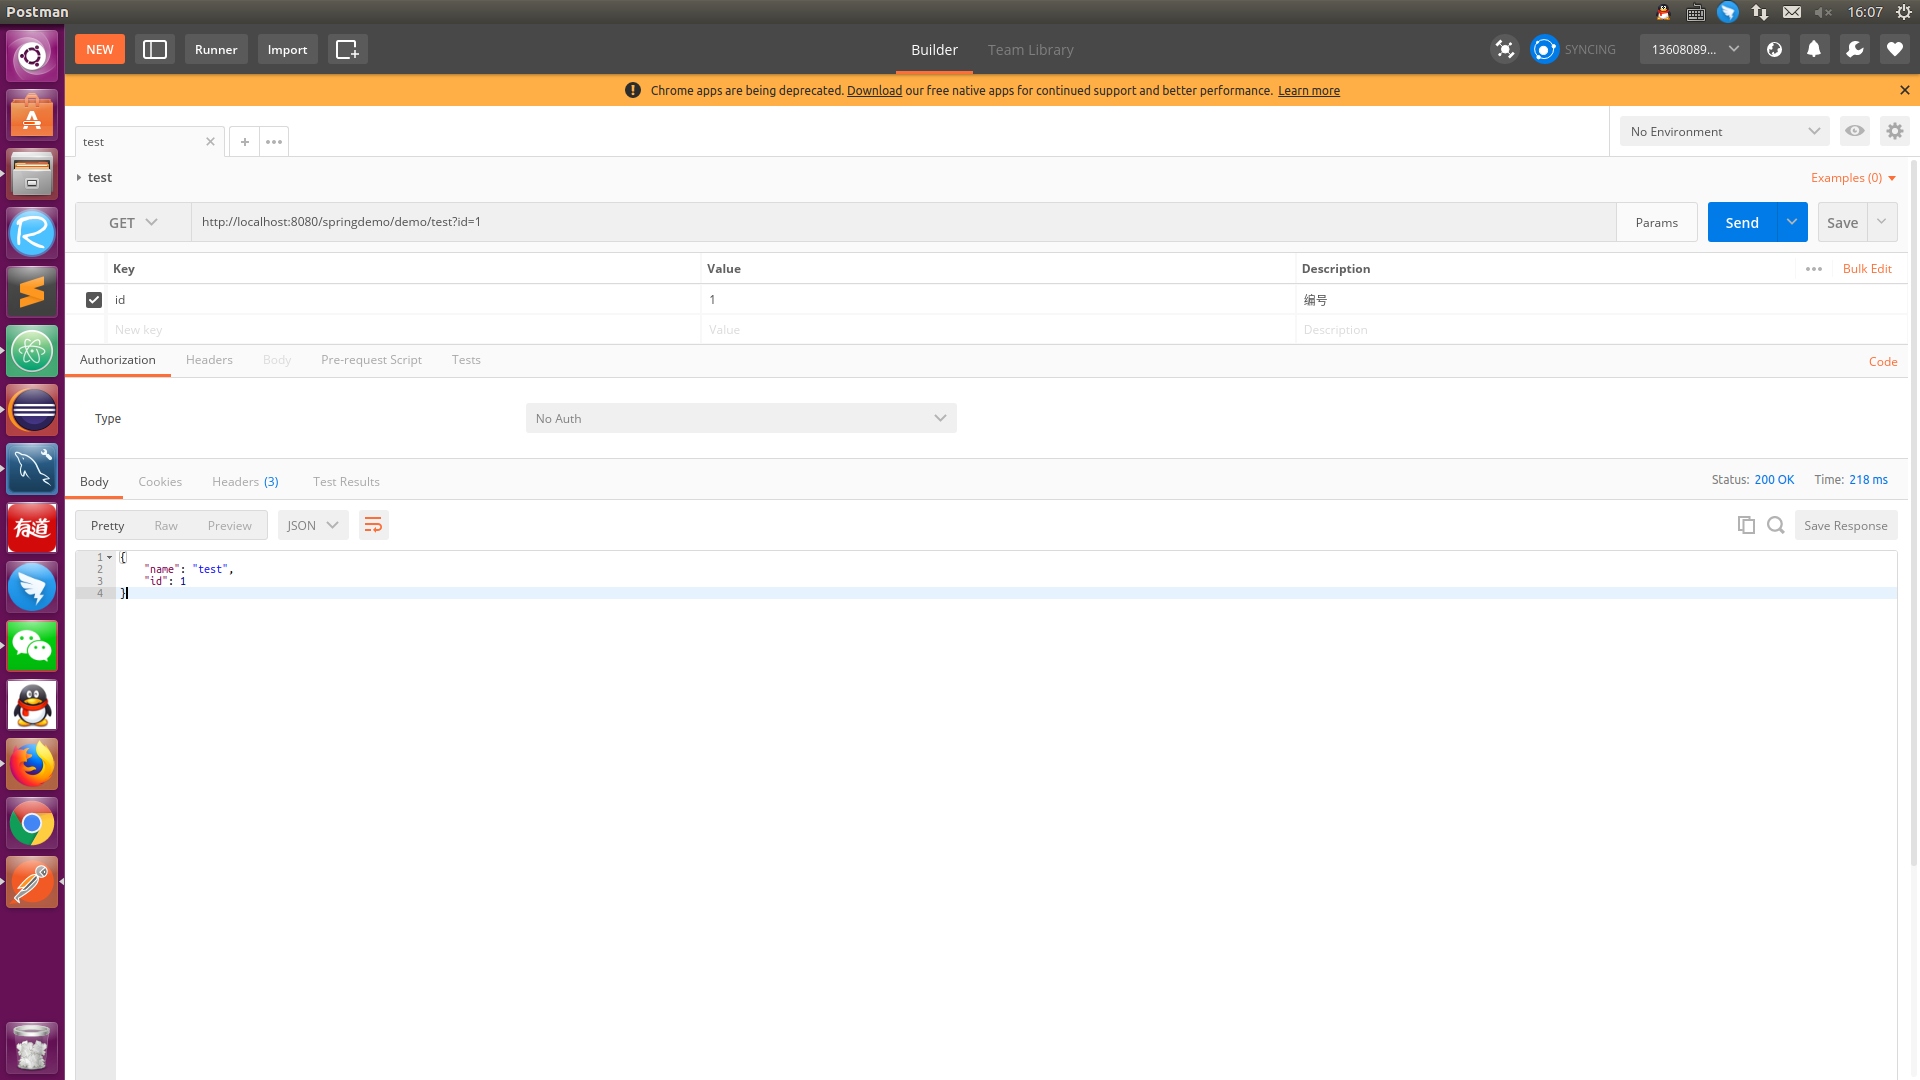 Postman
16:07
NEW
Runner
Import
Builder
Team Library
SYNCING
13608089...
Chrome apps are being deprecated. Download our free native apps for continued support and better performance. Learn more
test
+
No Environment
test
Examples (0)
GET
http://localhost:8080/springdemo/demo/test?id=1
Params
Send
Save
Key
Value
Description
Bulk Edit
id
1
编号
New key
Value
Description
Authorization
Headers
Body
Pre-request Script
Tests
Code
Type
No Auth
Body
Cookies
Headers (3)
Test Results
Status: 200 OK
Time: 218 ms
Pretty
Raw
Preview
JSON
Save Response
1 {
2 "name": "test",
3 "id": 1
4 }
有道